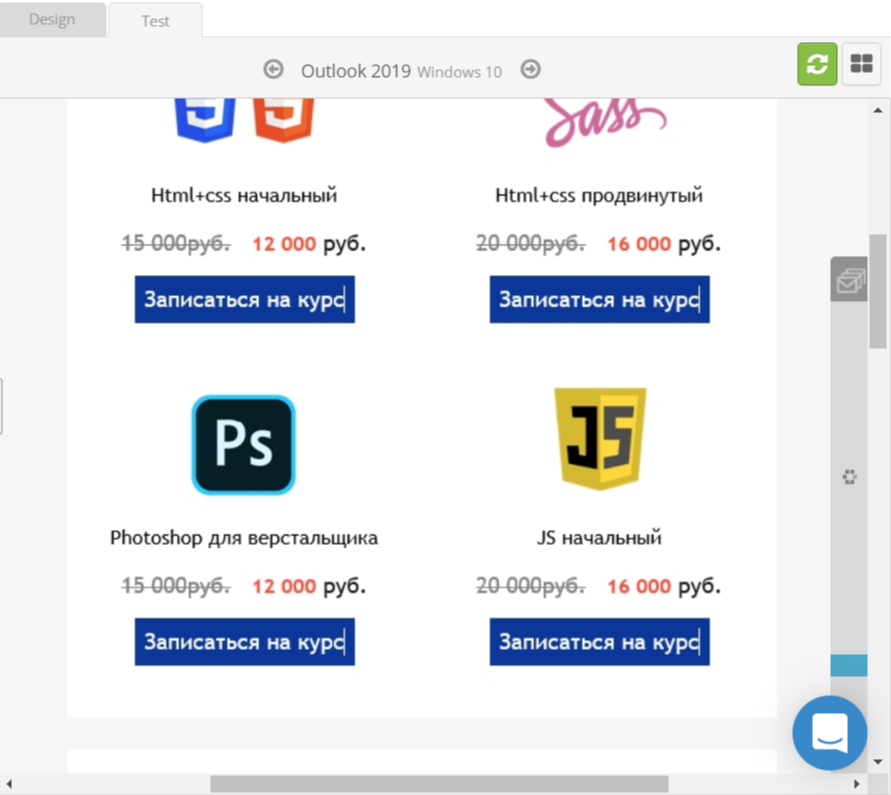 Design Test
Outlook 2019 Windows 10
Sass
Html+css начальный Html+css продвинутый
15 000руб. 12 000 руб. 20 000руб. 16 000 руб.
Записаться на курс Записаться на курс
Ps JS
Photoshop для верстальщика JS начальный
15 000руб. 12 000 руб. 20 000руб. 16 000 руб.
Записаться на курс Записаться на курс